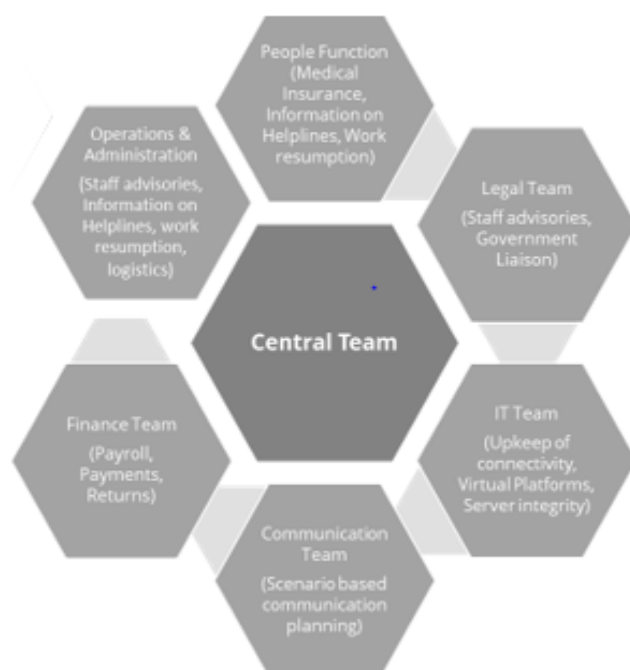 People Function
(Medical
Insurance,
Information on
Helplines, Work
resumption)
Operations &
Administration
(Staff advisories,
Information on
Helplines, work
resumption,
logistics)
Legal Team
(Staff advisories,
Government
Liaison)
Central Team
Finance Team
(Payroll,
Payments,
Returns)
IT Team
(Upkeep of
connectivity,
Virtual Platforms,
Server integrity)
Communication
Team
(Scenario based
communication
planning)